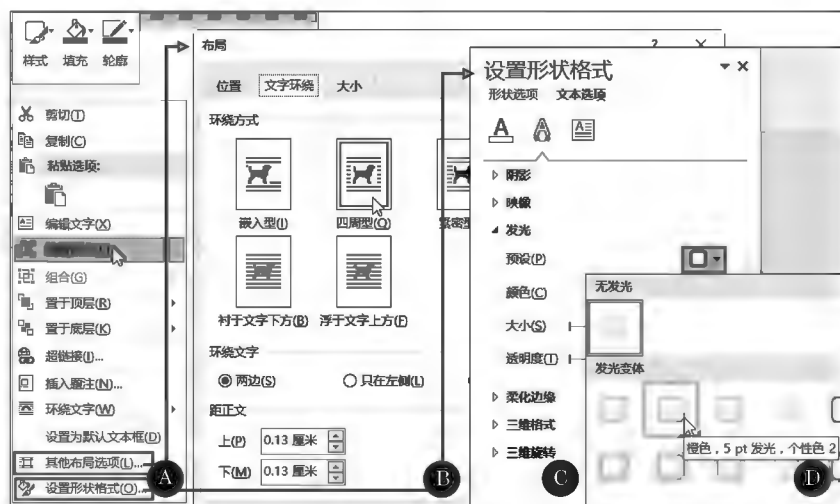 样式 填充 轮廓
剪切(T)
复制(C)
粘贴选项:
编辑文字(X)
组合(G)
置于顶层(R)
置于底层(K)
超链接(I)...
插入题注(N)...
环绕文字(W)
设置为默认文本框(D)
其他布局选项(L)...
设置形状格式(O)...
A
布局
?
位置 文字环绕 大小
环绕方式
嵌入型(I) 四周型(Q) 紧密型
衬于文字下方(B) 浮于文字上方(F)
环绕文字
两边(S) 只在左侧(L)
距正文
上(P) 0.13 厘米
下(M) 0.13 厘米
B
设置形状格式
形状选项 文本选项
阴影
映像
发光
预设(P)
颜色(C)
大小(S)
透明度(T)
柔化边缘
三维格式
三维旋转
C
无发光
发光变体
橙色，5 pt 发光，个性色 2
D